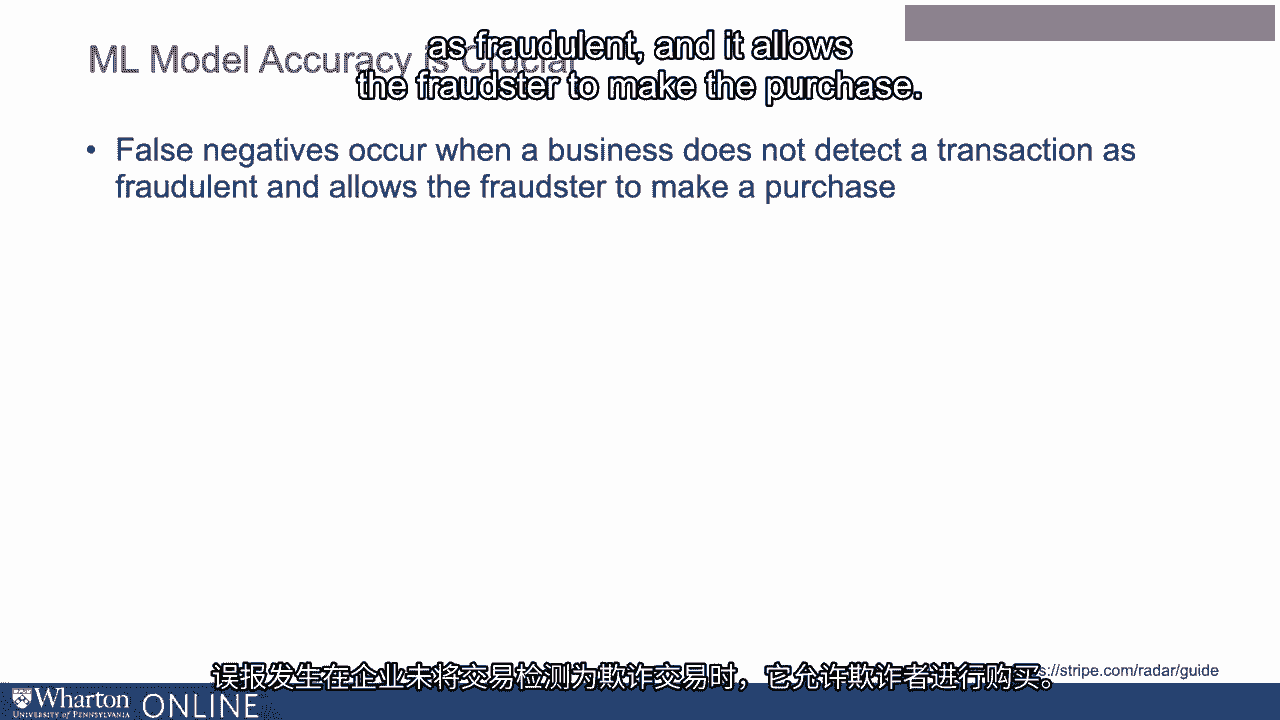 ML Model Accuracy is Crucial
as fraudulent, and it allows
the fraudster to make the purchase.
• False negatives occur when a business does not detect a transaction as
fraudulent and allows the fraudster to make a purchase
误报发生在企业未将交易检测为欺诈交易时，它允许欺诈者进行购买。
s://stripe.com/radar/guide
Wharton
UNIVERSITY of PENNSYLVANIA
ONLINE